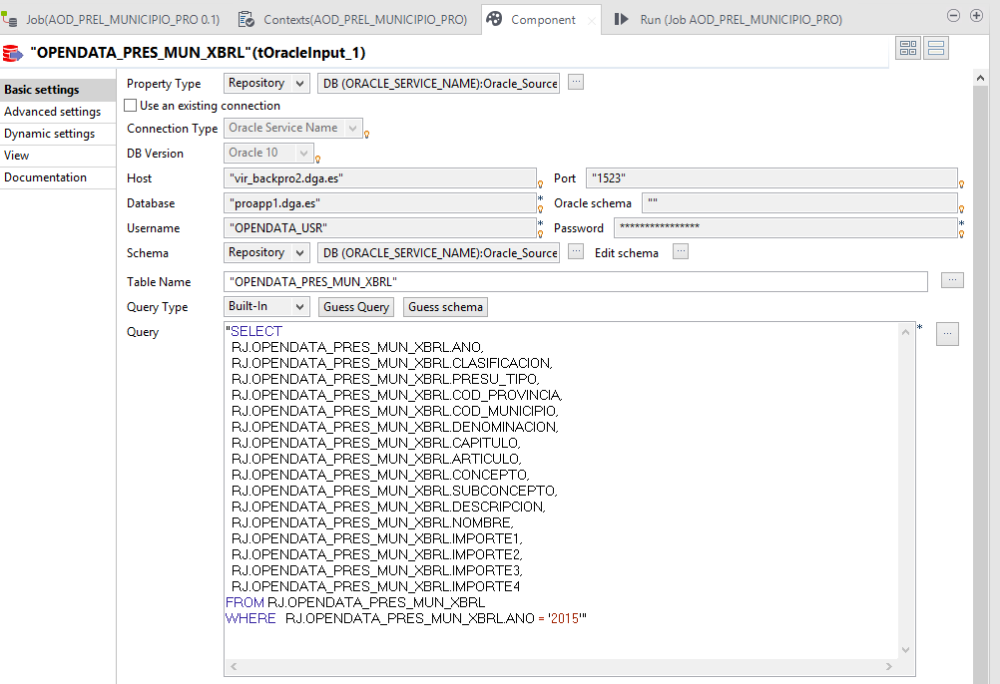 Job(AOD_PREL_MUNICIPIO_PRO 0.1) Contexts(AOD_PREL_MUNICIPIO_PRO) Component Run (Job AOD_PREL_MUNICIPIO_PRO)
"OPENDATA_PRES_MUN_XBRL"(tOracleInput_1)
Basic settings
Advanced settings
Dynamic settings
View
Documentation
Property Type Repository DB (ORACLE_SERVICE_NAME):Oracle_Source ...
Use an existing connection
Connection Type Oracle Service Name
DB Version Oracle 10
Host "vir_backpro2.dga.es" Port "1523"
Database "proapp1.dga.es" * Oracle schema ""
Username "OPENDATA_USR" * Password **************** *
Schema Repository DB (ORACLE_SERVICE_NAME):Oracle_Source ... Edit schema ...
Table Name "OPENDATA_PRES_MUN_XBRL" ...
Query Type Built-In Guess Query Guess schema
Query "SELECT * ...
RJ.OPENDATA_PRES_MUN_XBRL.ANO,
RJ.OPENDATA_PRES_MUN_XBRL.CLASIFICACION,
RJ.OPENDATA_PRES_MUN_XBRL.PRESU_TIPO,
RJ.OPENDATA_PRES_MUN_XBRL.COD_PROVINCIA,
RJ.OPENDATA_PRES_MUN_XBRL.COD_MUNICIPIO,
RJ.OPENDATA_PRES_MUN_XBRL.DENOMINACION,
RJ.OPENDATA_PRES_MUN_XBRL.CAPITULO,
RJ.OPENDATA_PRES_MUN_XBRL.ARTICULO,
RJ.OPENDATA_PRES_MUN_XBRL.CONCEPTO,
RJ.OPENDATA_PRES_MUN_XBRL.SUBCONCEPTO,
RJ.OPENDATA_PRES_MUN_XBRL.DESCRIPCION,
RJ.OPENDATA_PRES_MUN_XBRL.NOMBRE,
RJ.OPENDATA_PRES_MUN_XBRL.IMPORTE1,
RJ.OPENDATA_PRES_MUN_XBRL.IMPORTE2,
RJ.OPENDATA_PRES_MUN_XBRL.IMPORTE3,
RJ.OPENDATA_PRES_MUN_XBRL.IMPORTE4
FROM RJ.OPENDATA_PRES_MUN_XBRL
WHERE RJ.OPENDATA_PRES_MUN_XBRL.ANO = '2015'"